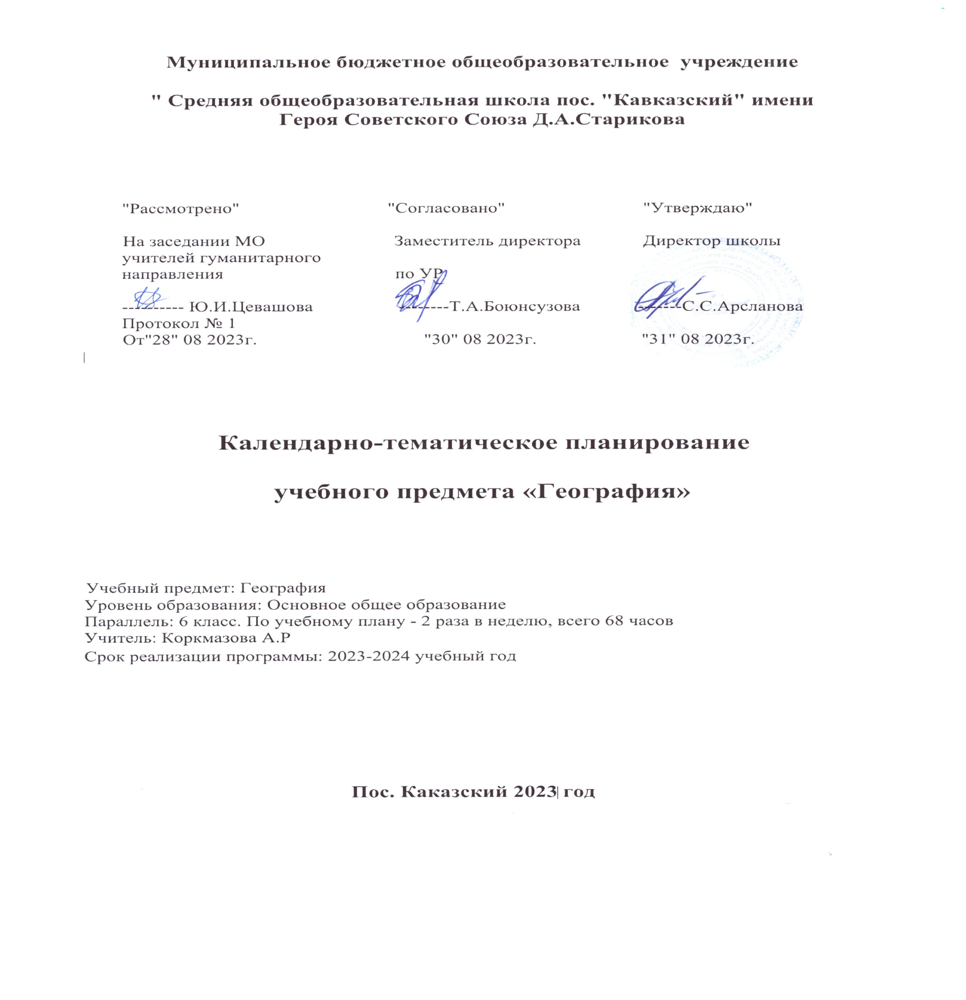 Муниципальное бюджетное общеобразовательное учреждение
" Средняя общеобразовательная школа пос. "Кавказский" имени
Героя Советского Союза Д.А.Старикова
"Рассмотрено" "Согласовано" "Утверждаю"
На заседании МО Заместитель директора Директор школы
учителей гуманитарного
направления по УР
---------- Ю.И.Цевашова --------Т.А.Боюнсузова -------С.С.Арсланова
Протокол № 1
От"28" 08 2023г. "30" 08 2023г. "31" 08 2023г.
Календарно-тематическое планирование
учебного предмета «География»
Учебный предмет: География
Уровень образования: Основное общее образование
Параллель: 6 класс. По учебному плану - 2 раза в неделю, всего 68 часов
Учитель: Коркмазова А.Р
Срок реализации программы: 2023-2024 учебный год
Пос. Каказский 2023 год